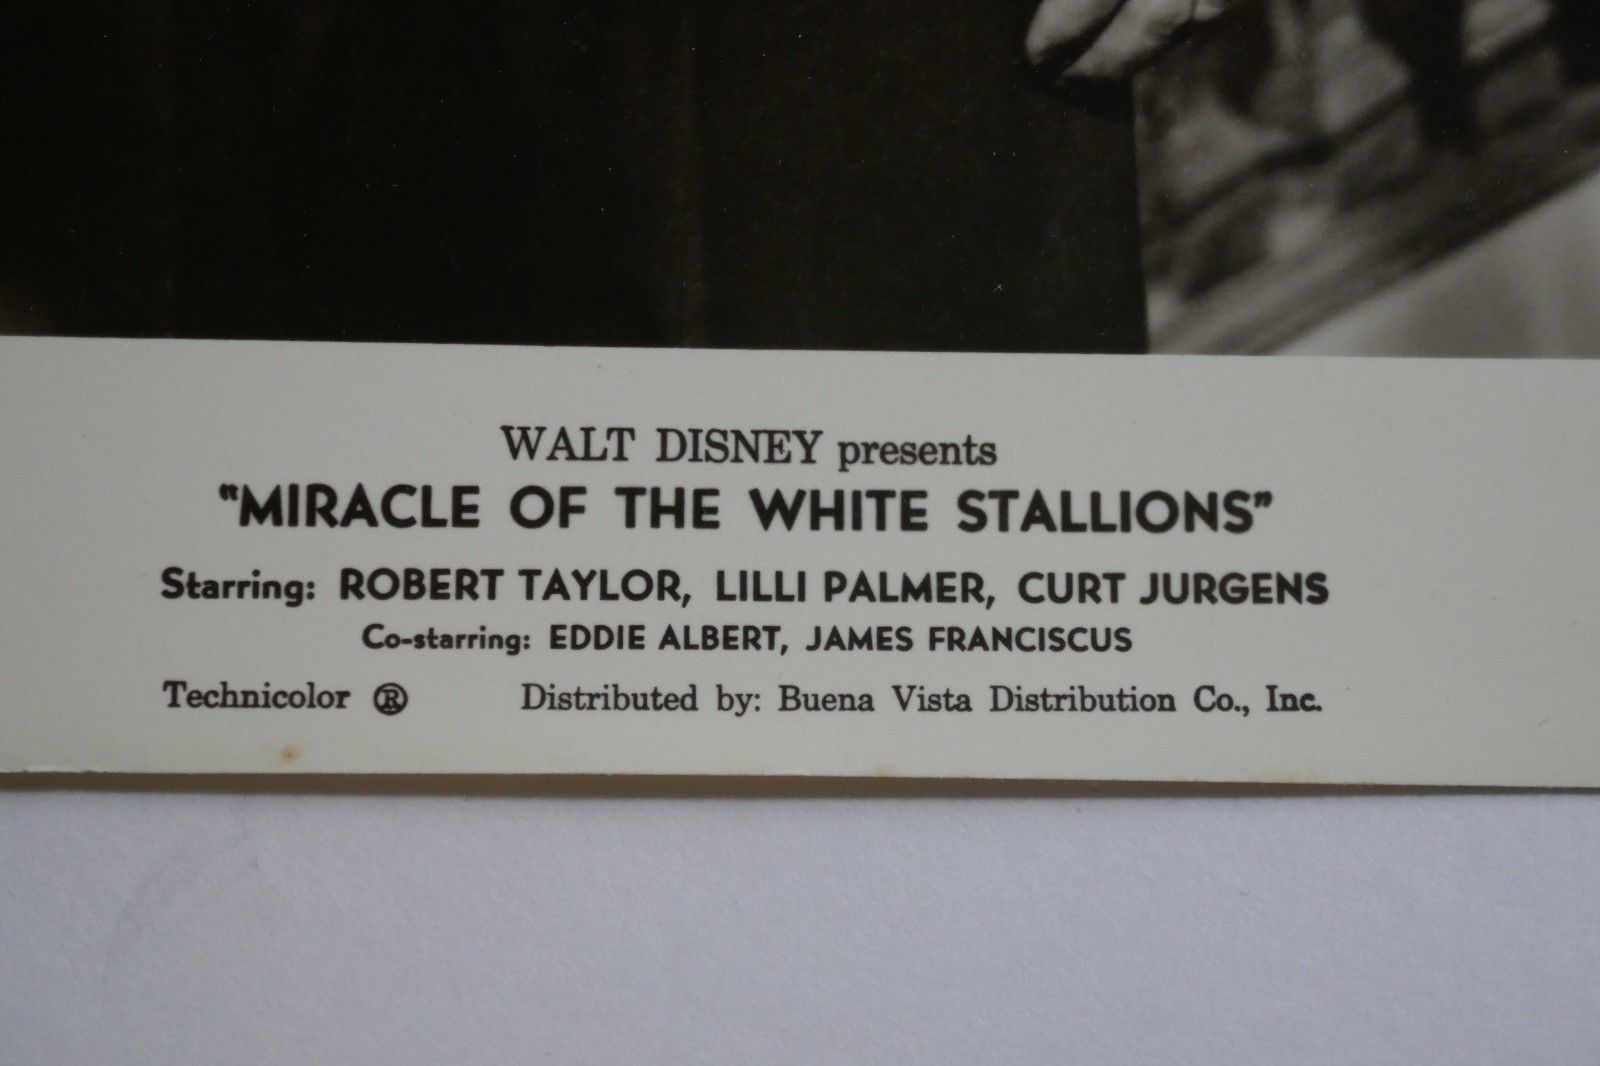 WALT DISNEY presents
"MIRACLE OF THE WHITE STALLIONS"
Starring: ROBERT TAYLOR, LILLI PALMER, CURT JURGENS
Co-starring: EDDIE ALBERT, JAMES FRANCISCUS
Technicolor ® Distributed by: Buena Vista Distribution Co., Inc.